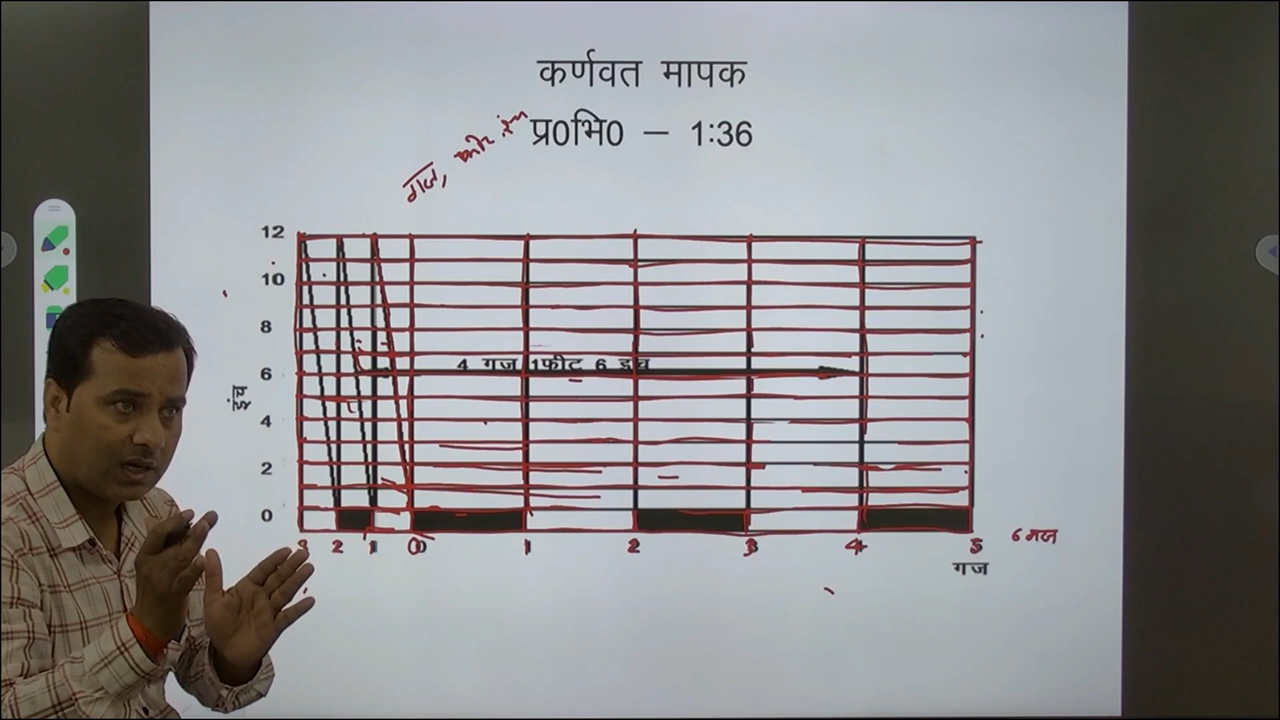 कर्णवत मापक
प्र0भि0 – 1:36
गज, फीट, इंच
12
10
8
6
4
2
0
इंच
4 गज 1फीट 6 इंच
3 2 1 0 1 2 3 4 5
6 गज
गज